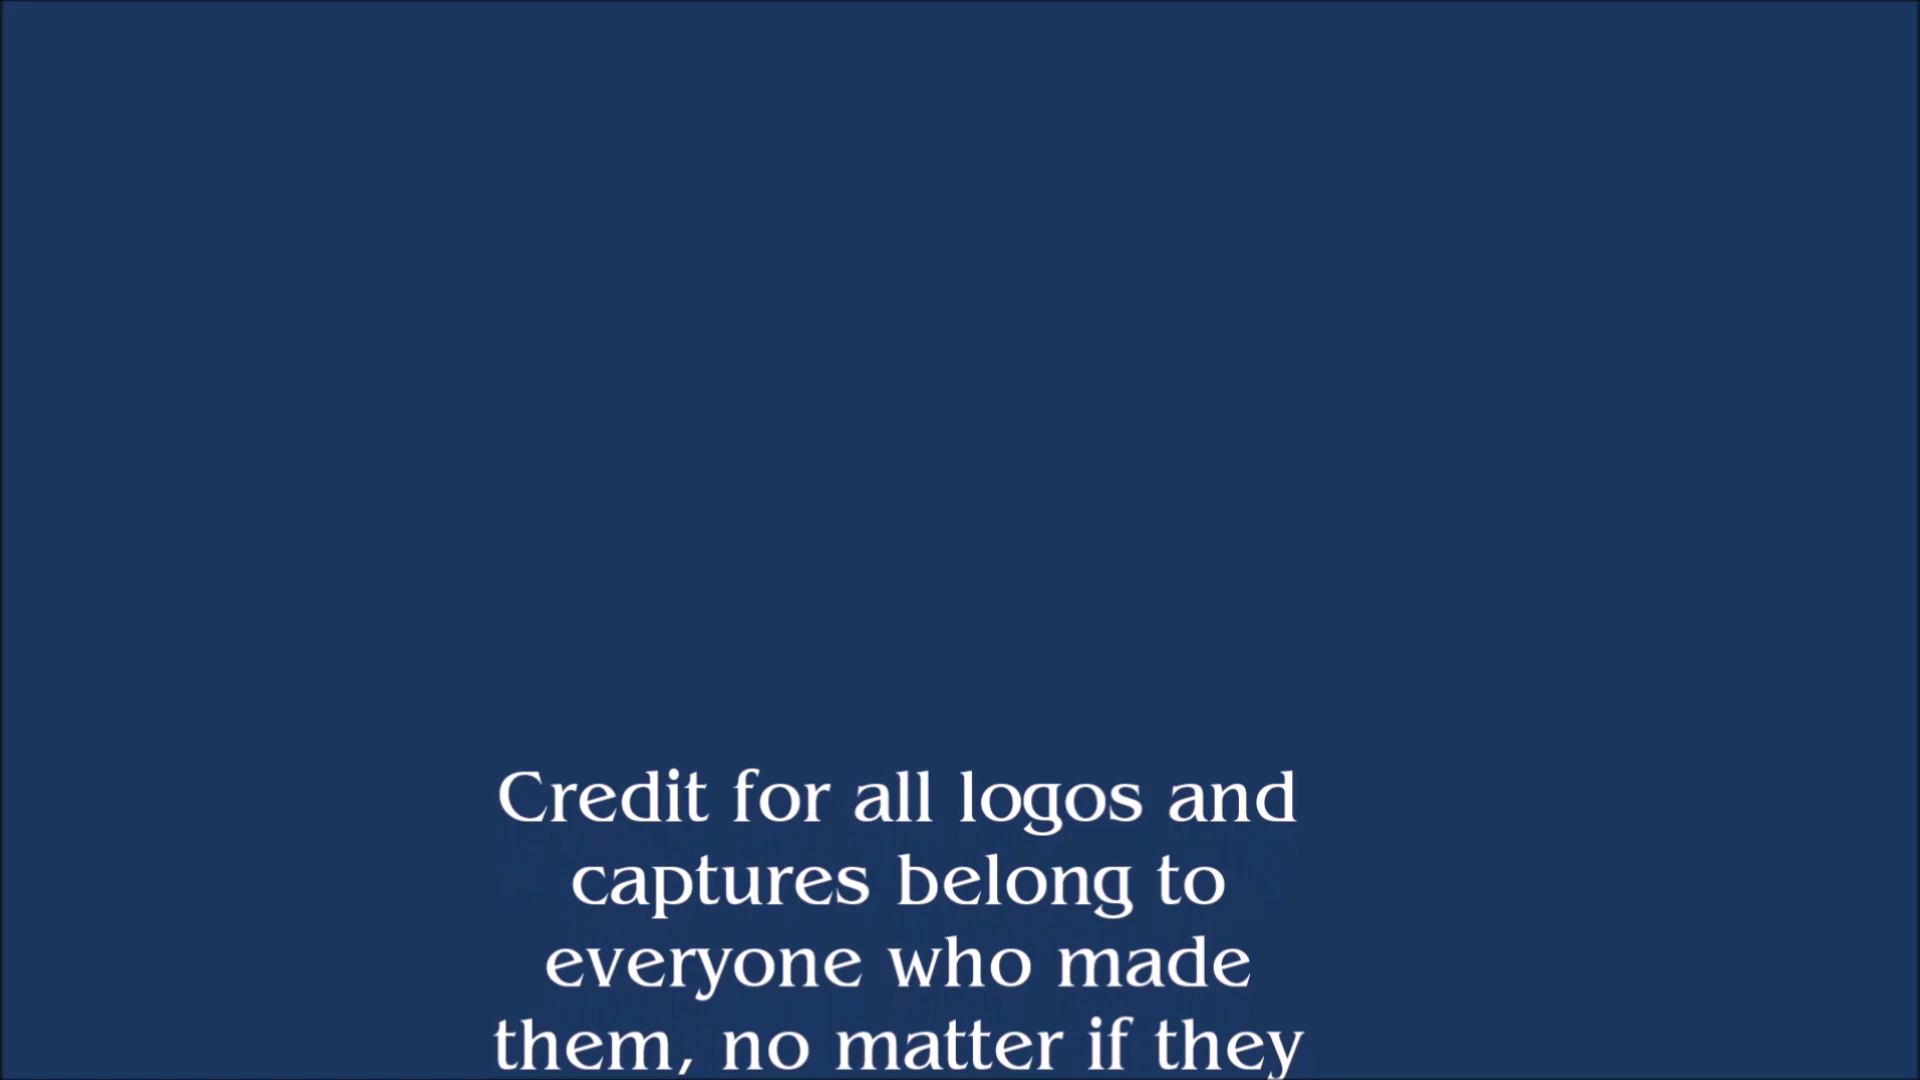 Credit for all logos and
captures belong to
everyone who made
them, no matter if they